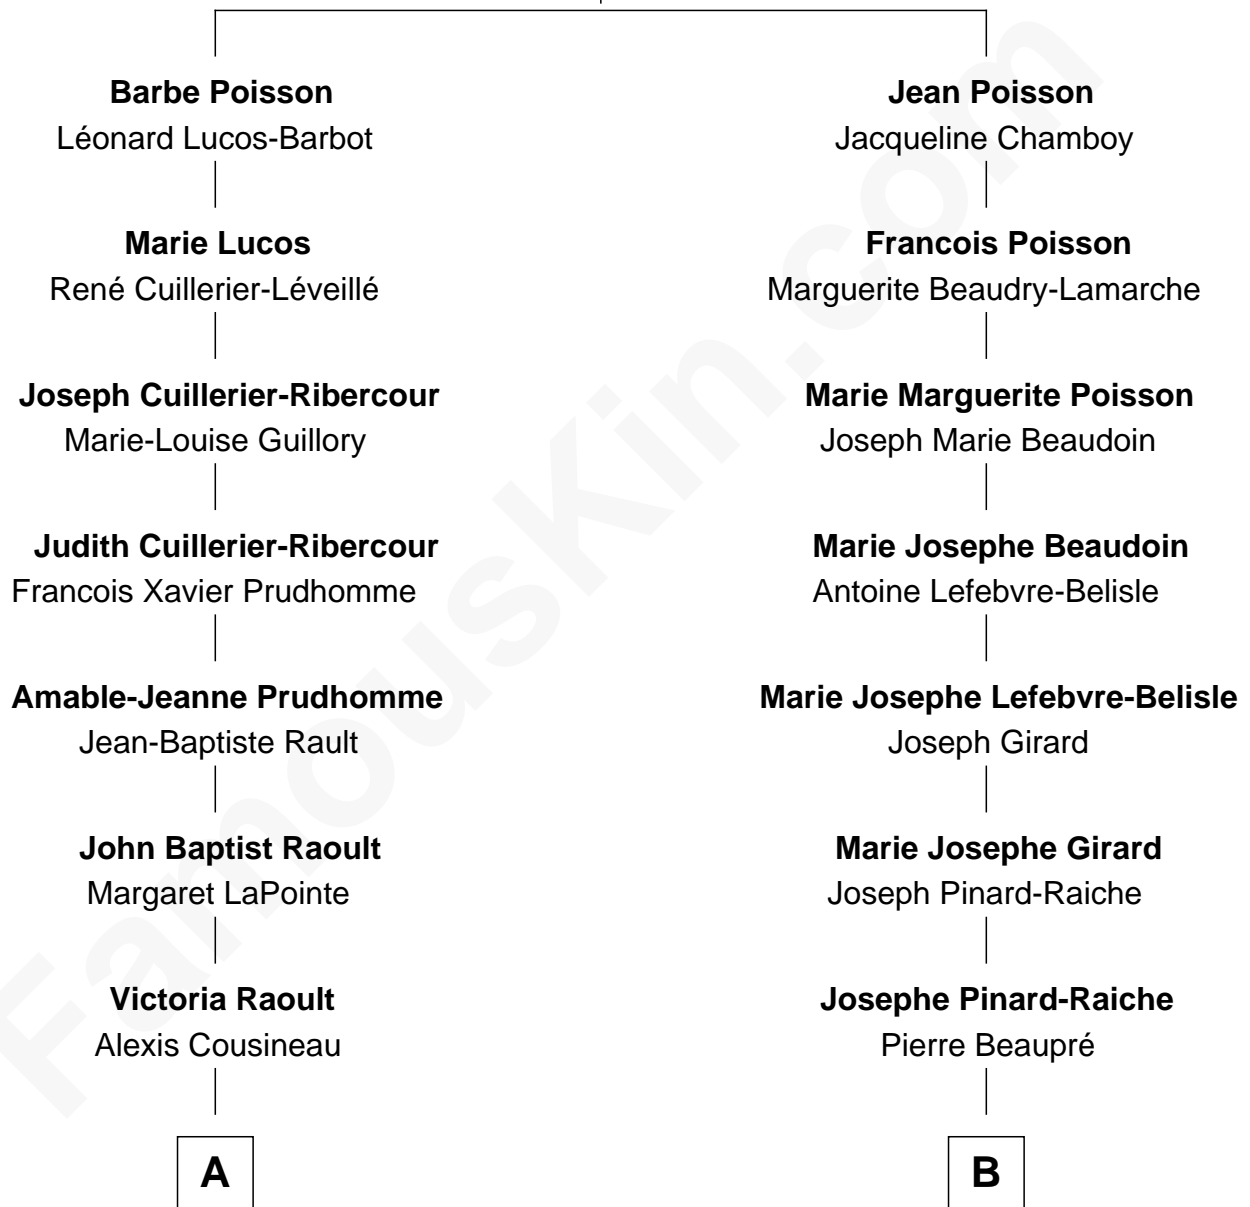 Barbe Poisson
Léonard Lucos-Barbot
Marie Lucos
René Cuillerier-Léveillé
Joseph Cuillerier-Ribercour
Marie-Louise Guillory
Judith Cuillerier-Ribercour
Francois Xavier Prudhomme
Amable-Jeanne Prudhomme
Jean-Baptiste Rault
John Baptist Raoult
Margaret LaPointe
Victoria Raoult
Alexis Cousineau
A
Jean Poisson
Jacqueline Chamboy
Francois Poisson
Marguerite Beaudry-Lamarche
Marie Marguerite Poisson
Joseph Marie Beaudoin
Marie Josephe Beaudoin
Antoine Lefebvre-Belisle
Marie Josephe Lefebvre-Belisle
Joseph Girard
Marie Josephe Girard
Joseph Pinard-Raiche
Josephe Pinard-Raiche
Pierre Beaupré
B
FamousKin.com